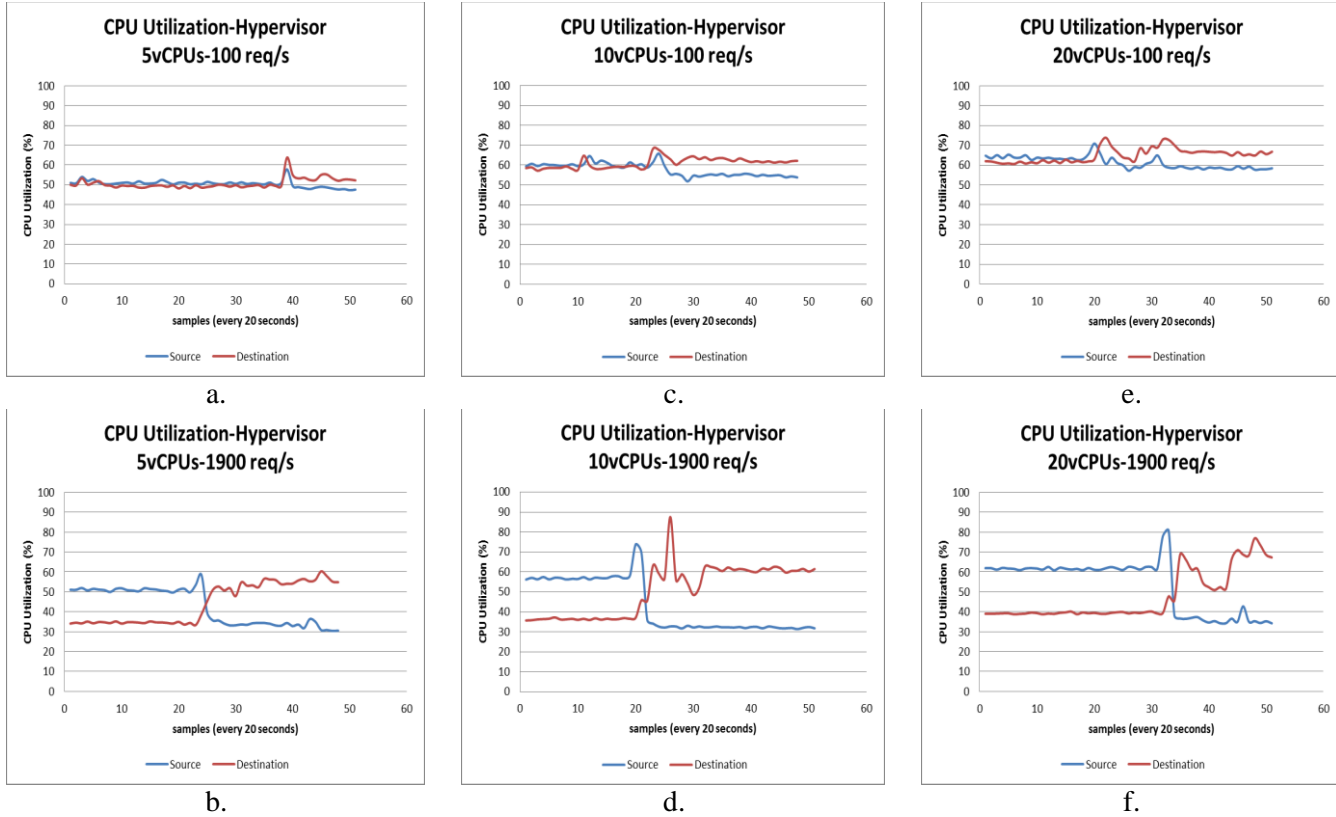 CPU Utilization-Hypervisor
5vCPUs-100 req/s
CPU Utilization (%)
100
90
80
70
60
50
40
30
20
10
0
0 10 20 30 40 50 60
samples (every 20 seconds)
Source Destination
a.
CPU Utilization-Hypervisor
10vCPUs-100 req/s
CPU Utilization (%)
100
90
80
70
60
50
40
30
20
10
0
0 10 20 30 40 50 60
samples (every 20 seconds)
Source Destination
c.
CPU Utilization-Hypervisor
20vCPUs-100 req/s
CPU Utilization (%)
100
90
80
70
60
50
40
30
20
10
0
0 10 20 30 40 50 60
samples (every 20 seconds)
Source Destination
e.
CPU Utilization-Hypervisor
5vCPUs-1900 req/s
CPU Utilization (%)
100
90
80
70
60
50
40
30
20
10
0
0 10 20 30 40 50 60
samples (every 20 seconds)
Source Destination
b.
CPU Utilization-Hypervisor
10vCPUs-1900 req/s
CPU Utilization (%)
100
90
80
70
60
50
40
30
20
10
0
0 10 20 30 40 50 60
samples (every 20 seconds)
Source Destination
d.
CPU Utilization-Hypervisor
20vCPUs-1900 req/s
CPU Utilization (%)
100
90
80
70
60
50
40
30
20
10
0
0 10 20 30 40 50 60
samples (every 20 seconds)
Source Destination
f.